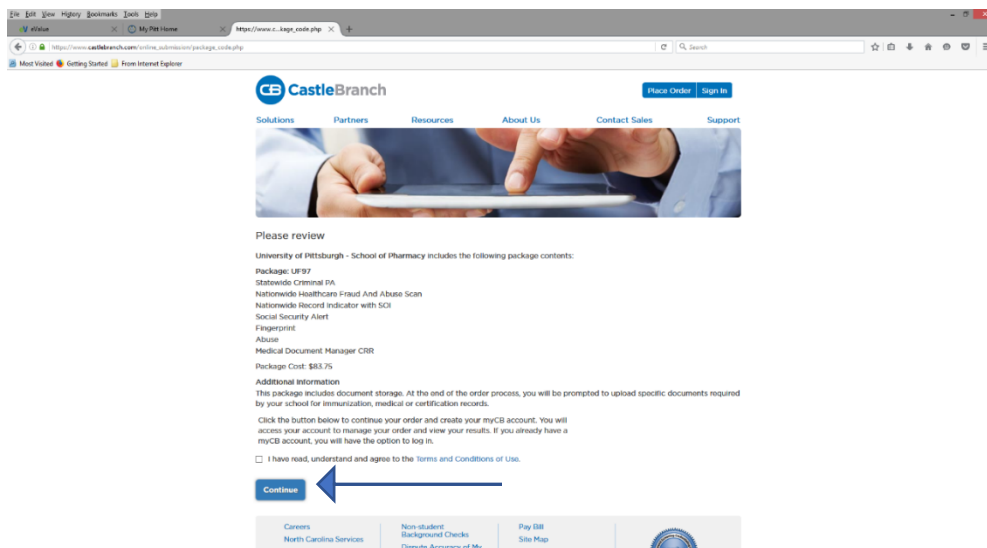 File Edit View History Bookmarks Tools Help
eValue
My Pitt Home
https://www.c...kage_code.php
https://www.castlebranch.com/online_submission/package_code.php
Search
Most Visited Getting Started From Internet Explorer
CB CastleBranch
Place Order Sign In
Solutions Partners Resources About Us Contact Sales Support
Please review
University of Pittsburgh - School of Pharmacy includes the following package contents:
Package: UF97
Statewide Criminal PA
Nationwide Healthcare Fraud And Abuse Scan
Nationwide Record Indicator with SOI
Social Security Alert
Fingerprint
Abuse
Medical Document Manager CRR
Package Cost: $83.75
Additional Information
This package includes document storage. At the end of the order process, you will be prompted to upload specific documents required
by your school for immunization, medical or certification records.
Click the button below to continue your order and create your myCB account. You will
access your account to manage your order and view your results. If you already have a
myCB account, you will have the option to log in.
I have read, understand and agree to the Terms and Conditions of Use.
Continue
Careers Non-student Pay Bill
North Carolina Services Background Checks Site Map
Dispute Accuracy of My